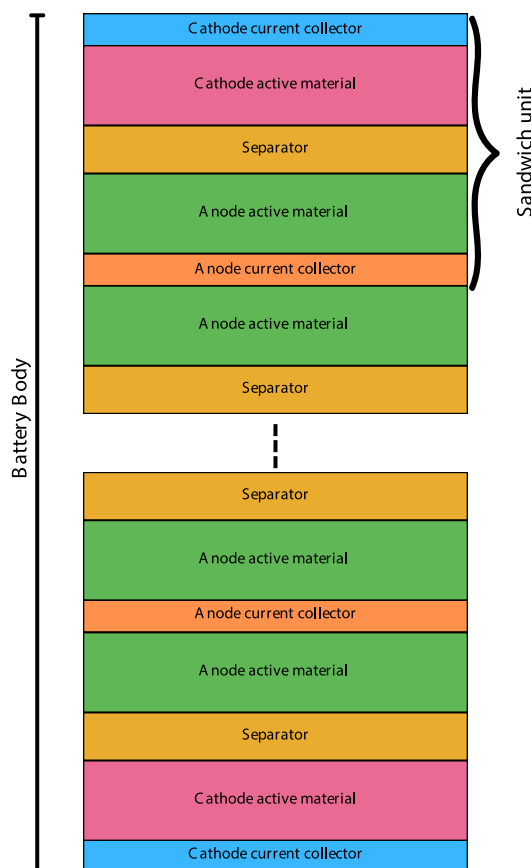 Cathode current collector
Cathode active material
Separator
Anode active material
Anode current collector
Anode active material
Separator
Sandwich unit
Battery Body
Separator
Anode active material
Anode current collector
Anode active material
Separator
Cathode active material
Cathode current collector